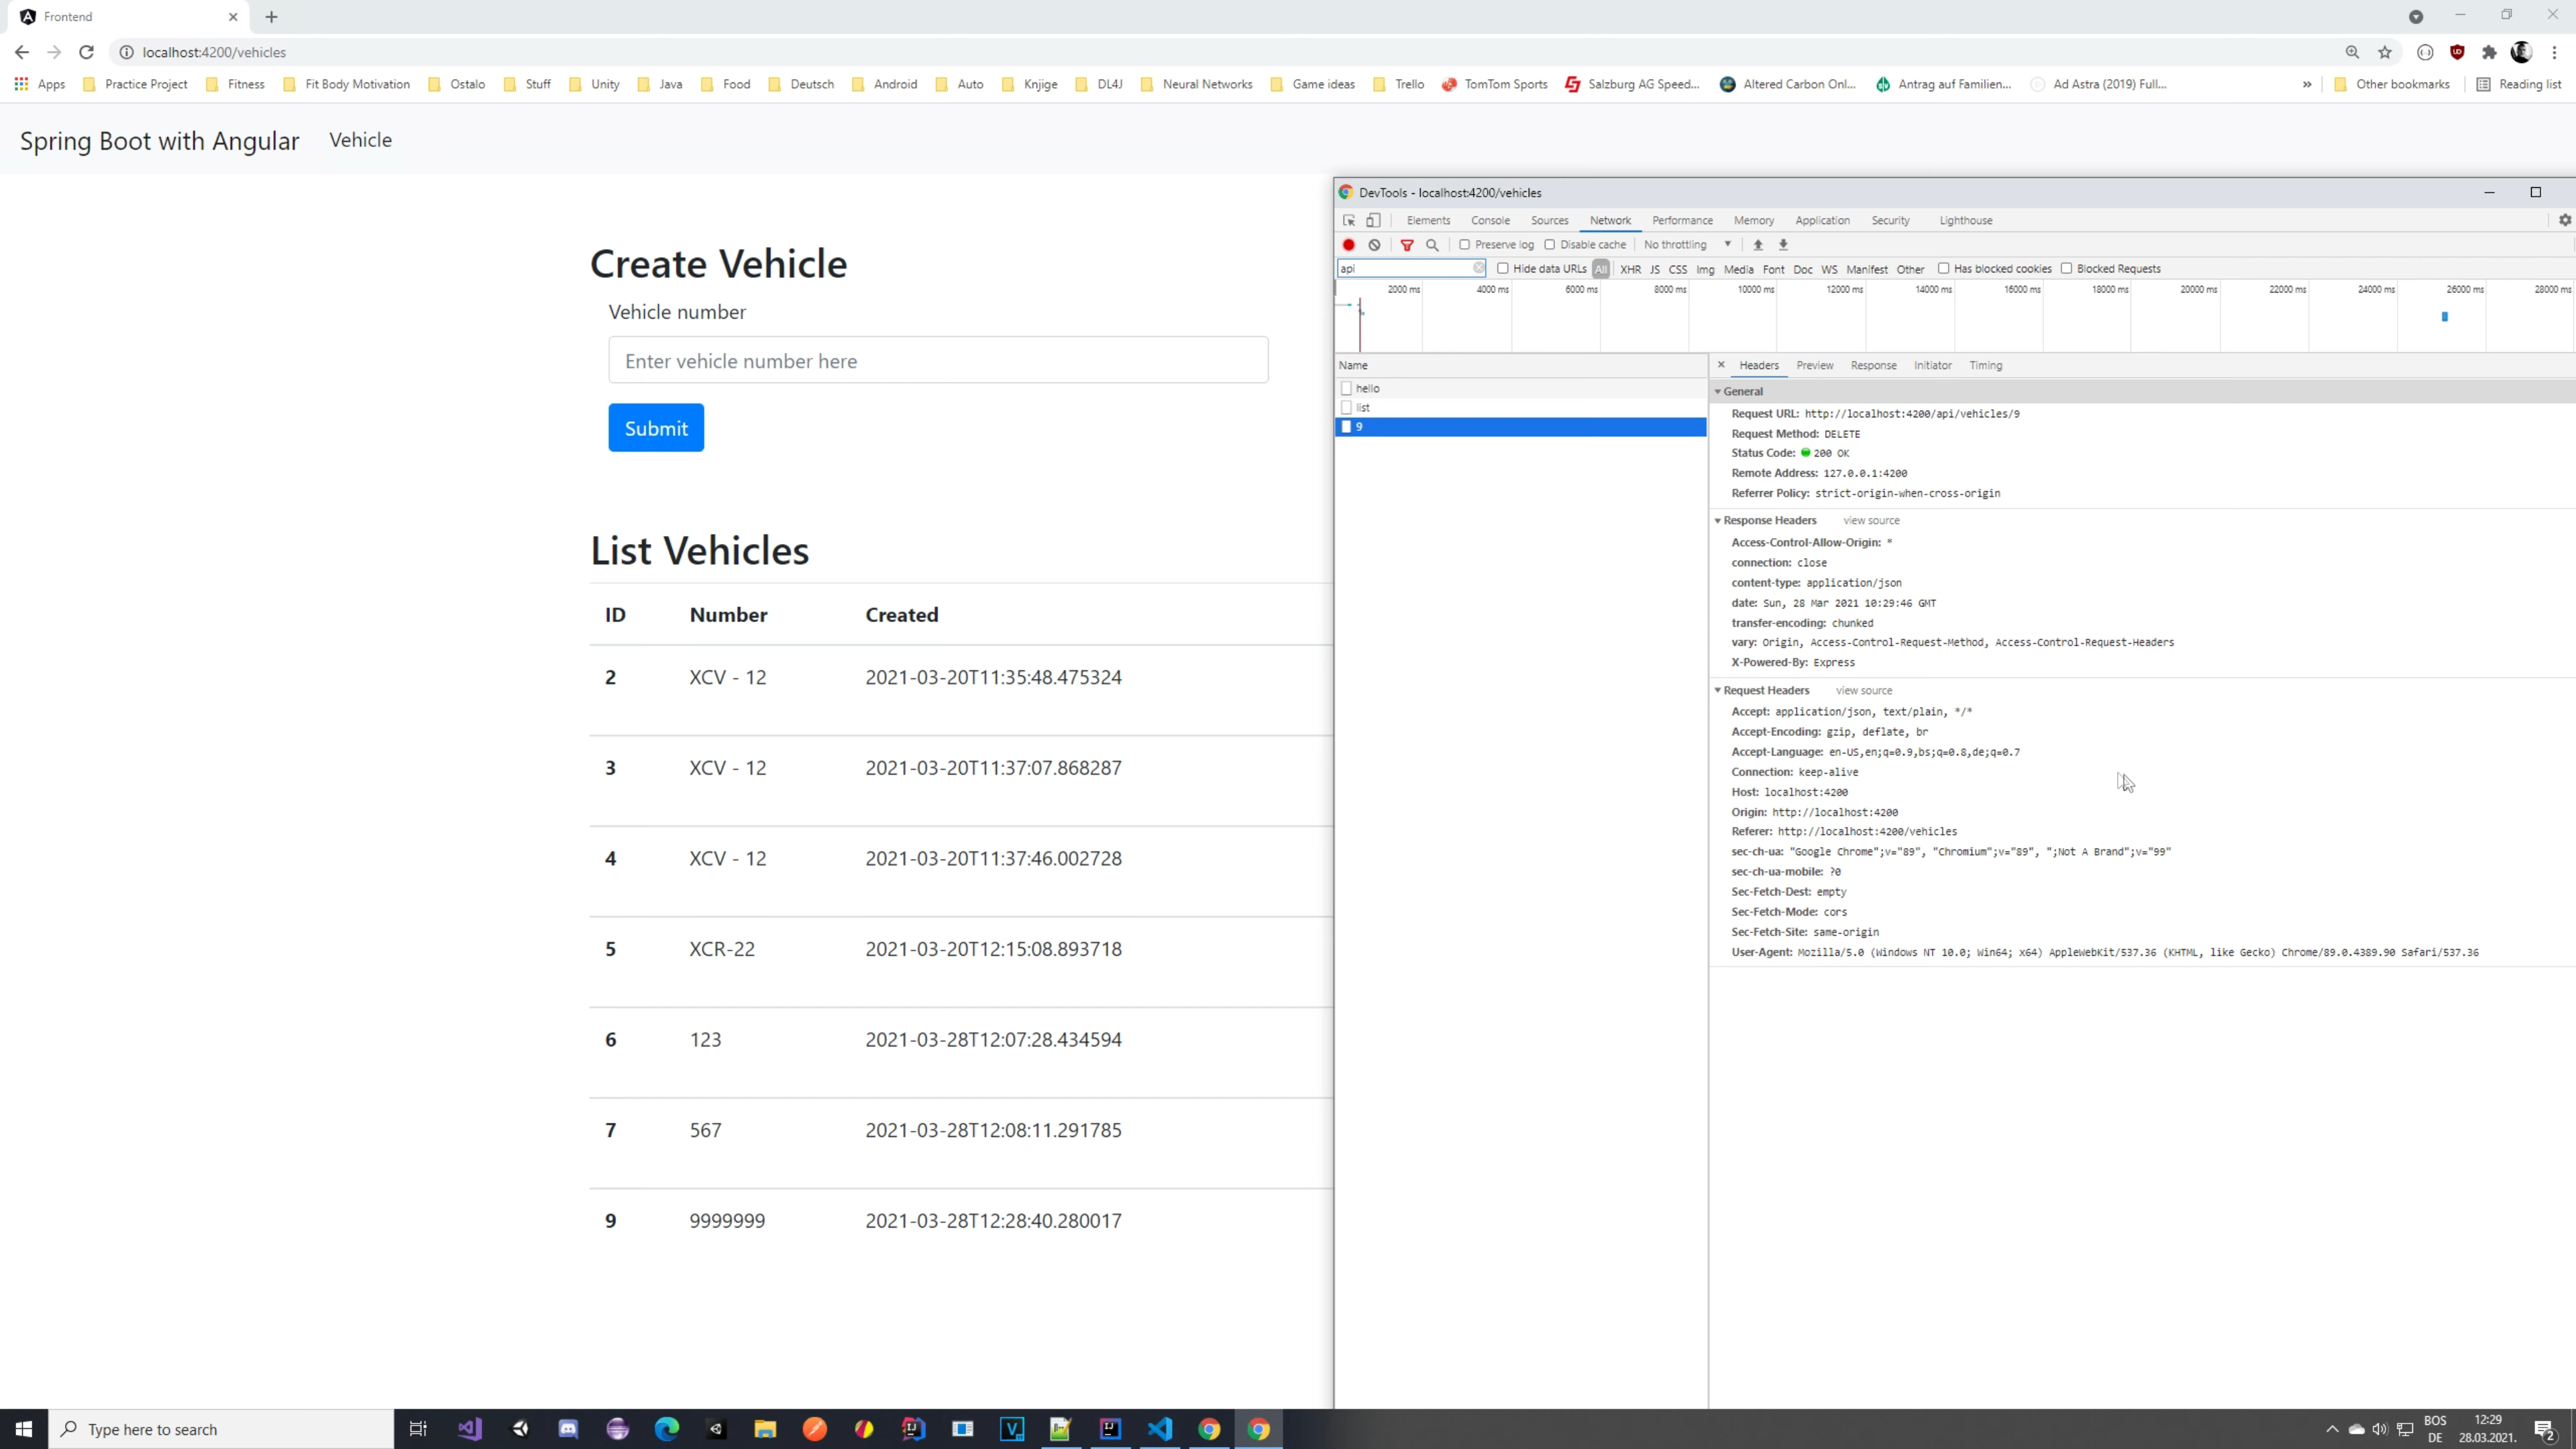 Frontend
localhost:4200/vehicles
Apps Practice Project Fitness Fit Body Motivation Ostalo Stuff Unity Java Food Deutsch Android Auto Knjige DL4J Neural Networks Game ideas Trello TomTom Sports Salzburg AG Speed... Altered Carbon Onl... Antrag auf Familien... Ad Astra (2019) Full... » Other bookmarks Reading list
Spring Boot with Angular Vehicle
Create Vehicle
Vehicle number
Enter vehicle number here
Submit
List Vehicles
ID Number Created
2 XCV - 12 2021-03-20T11:35:48.475324
3 XCV - 12 2021-03-20T11:37:07.868287
4 XCV - 12 2021-03-20T11:37:46.002728
5 XCR-22 2021-03-20T12:15:08.893718
6 123 2021-03-28T12:07:28.434594
7 567 2021-03-28T12:08:11.291785
9 9999999 2021-03-28T12:28:40.280017
DevTools - localhost:4200/vehicles
Elements Console Sources Network Performance Memory Application Security Lighthouse
Preserve log Disable cache No throttling
api Hide data URLs All XHR JS CSS Img Media Font Doc WS Manifest Other Has blocked cookies Blocked Requests
2000 ms 4000 ms 6000 ms 8000 ms 10000 ms 12000 ms 14000 ms 16000 ms 18000 ms 20000 ms 22000 ms 24000 ms 26000 ms 28000 ms
Name
hello
list
9
Headers Preview Response Initiator Timing
General
Request URL: http://localhost:4200/api/vehicles/9
Request Method: DELETE
Status Code: 200 OK
Remote Address: 127.0.0.1:4200
Referrer Policy: strict-origin-when-cross-origin
Response Headers view source
Access-Control-Allow-Origin: *
connection: close
content-type: application/json
date: Sun, 28 Mar 2021 10:29:46 GMT
transfer-encoding: chunked
vary: Origin, Access-Control-Request-Method, Access-Control-Request-Headers
X-Powered-By: Express
Request Headers view source
Accept: application/json, text/plain, */*
Accept-Encoding: gzip, deflate, br
Accept-Language: en-US,en;q=0.9,bs;q=0.8,de;q=0.7
Connection: keep-alive
Host: localhost:4200
Origin: http://localhost:4200
Referer: http://localhost:4200/vehicles
sec-ch-ua: "Google Chrome";v="89", "Chromium";v="89", ";Not A Brand";v="99"
sec-ch-ua-mobile: ?0
Sec-Fetch-Dest: empty
Sec-Fetch-Mode: cors
Sec-Fetch-Site: same-origin
User-Agent: Mozilla/5.0 (Windows NT 10.0; Win64; x64) AppleWebKit/537.36 (KHTML, like Gecko) Chrome/89.0.4389.90 Safari/537.36
Type here to search
BOS
DE
12:29
28.03.2021.
2